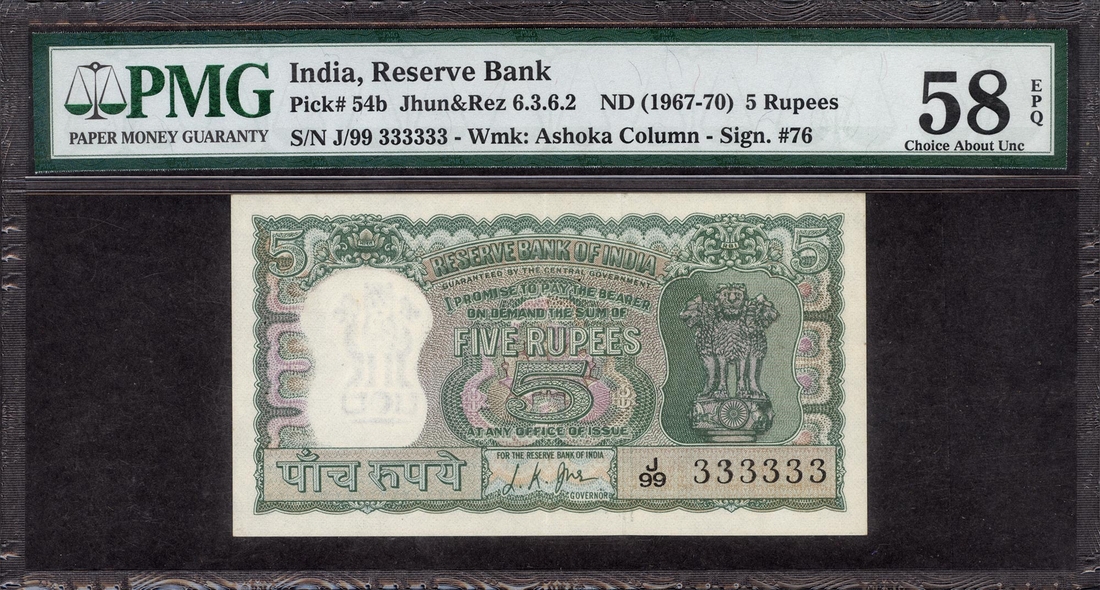 PMG
PAPER MONEY GUARANTY
India, Reserve Bank
Pick# 54b Jhun&Rez 6.3.6.2 ND (1967-70) 5 Rupees
S/N J/99 333333 - Wmk: Ashoka Column - Sign. #76
58
EPQ
Choice About Unc
5
5
RESERVE BANK OF INDIA
GUARANTEED BY THE CENTRAL GOVERNMENT
I PROMISE TO PAY THE BEARER
ON DEMAND THE SUM OF
FIVE RUPEES
5
AT ANY OFFICE OF ISSUE
5
पाँच रुपये
FOR THE RESERVE BANK OF INDIA
L. K. Jha
GOVERNOR
J
99
333333